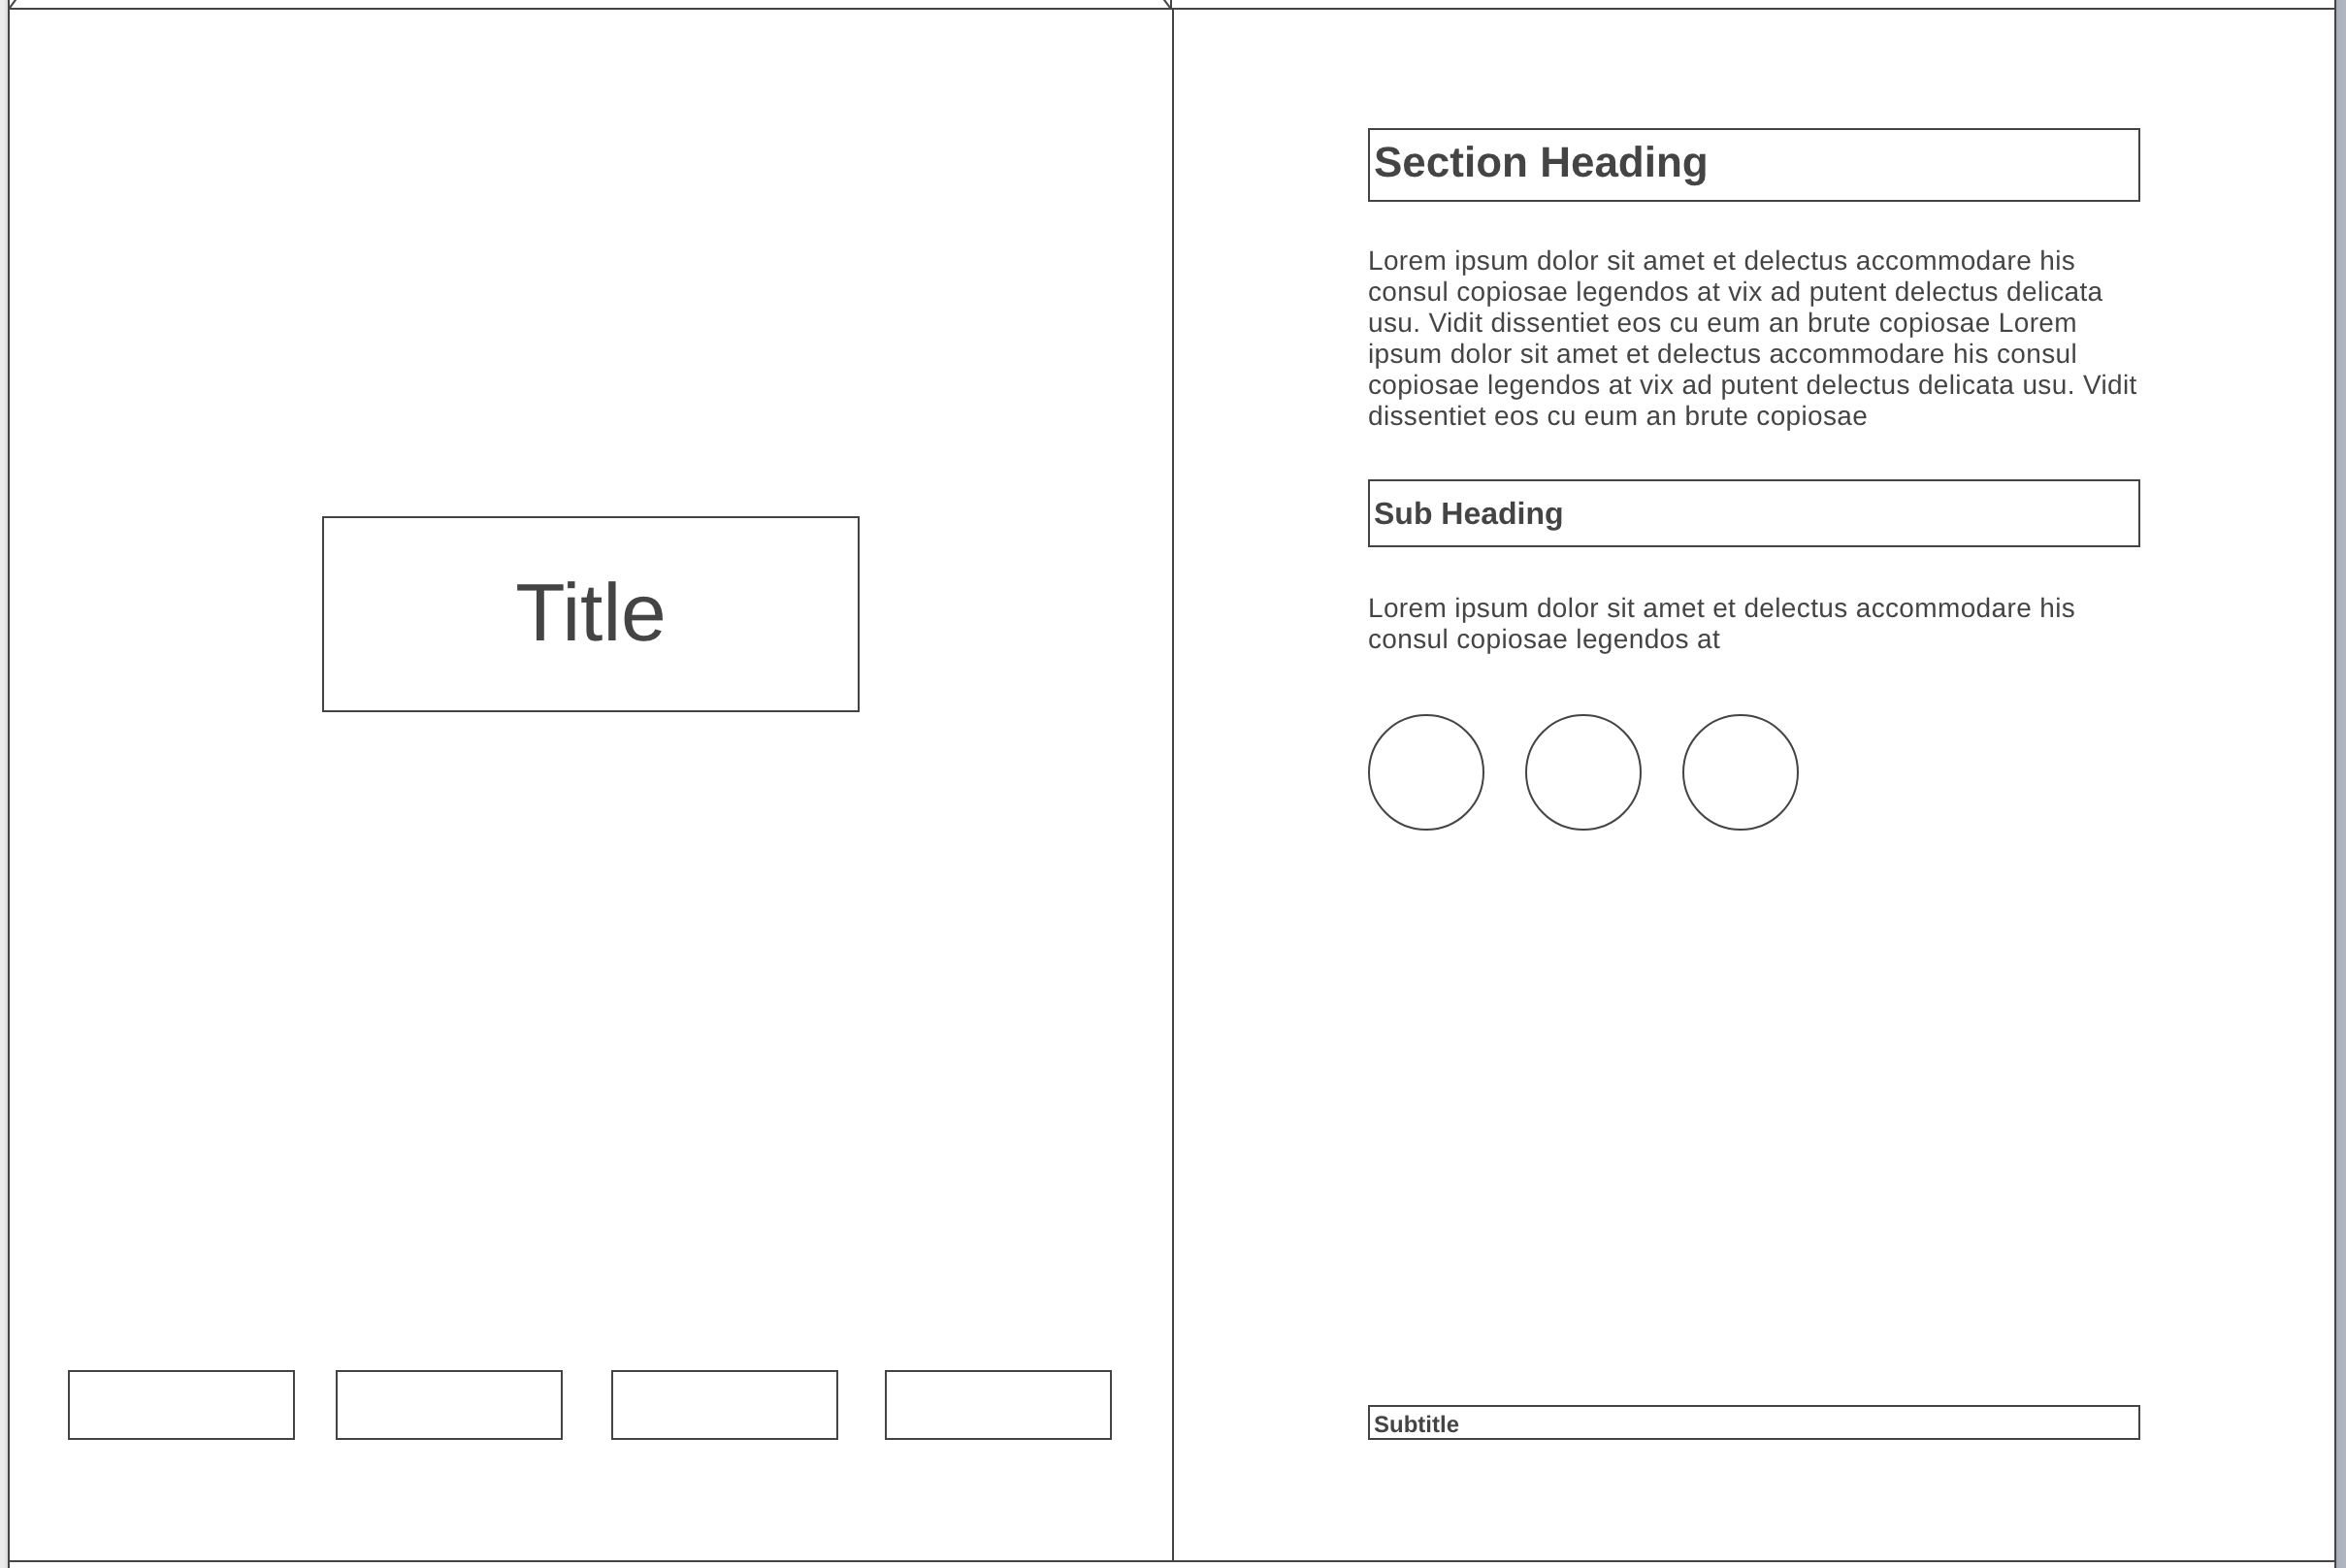 Title
Section Heading
Lorem ipsum dolor sit amet et delectus accommodare his
consul copiosae legendos at vix ad putent delectus delicata
usu. Vidit dissentiet eos cu eum an brute copiosae Lorem
ipsum dolor sit amet et delectus accommodare his consul
copiosae legendos at vix ad putent delectus delicata usu. Vidit
dissentiet eos cu eum an brute copiosae
Sub Heading
Lorem ipsum dolor sit amet et delectus accommodare his
consul copiosae legendos at
Subtitle